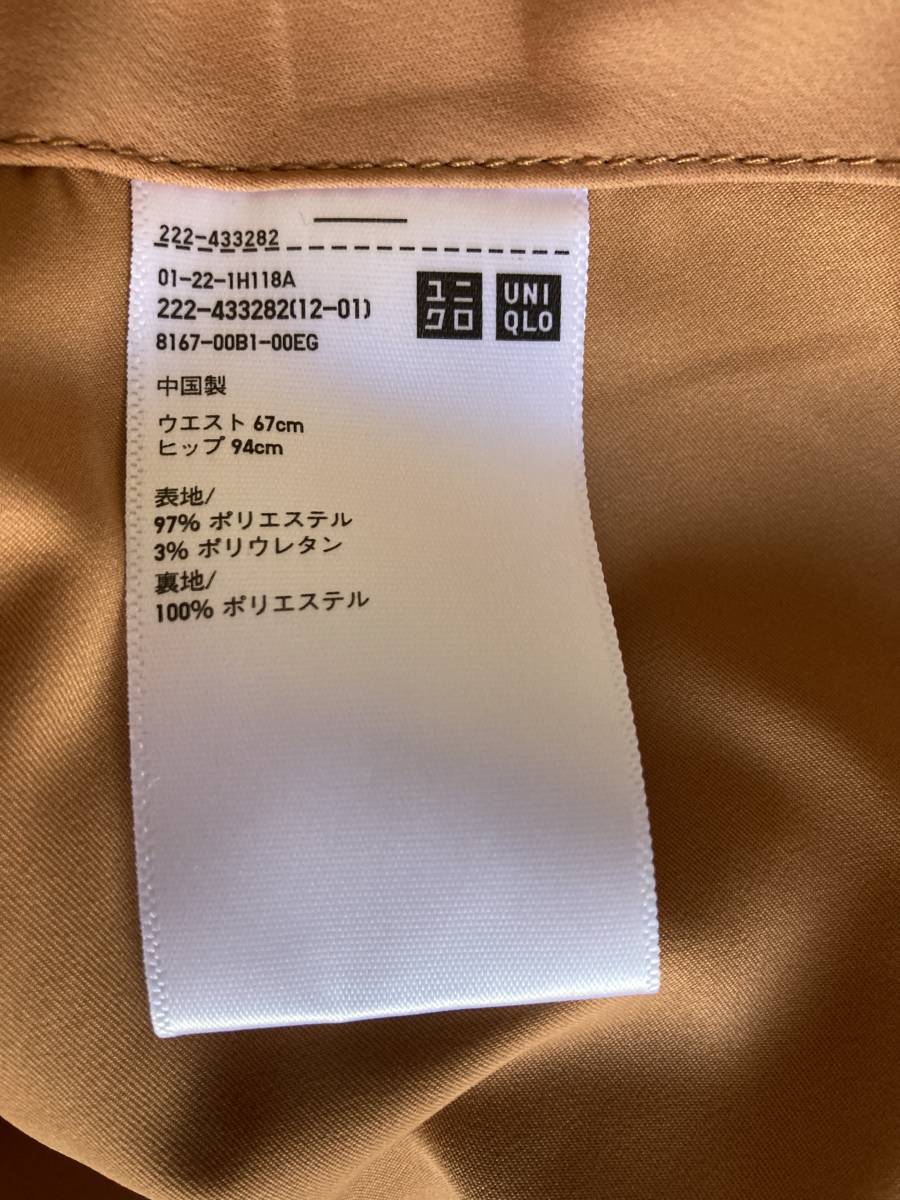 222-433282
01-22-1H118A
222-433282(12-01)
8167-00B1-00EG
ユニ
クロ
UNI
QLO
中国製
ウエスト 67cm
ヒップ 94cm
表地/
97% ポリエステル
3% ポリウレタン
裏地/
100% ポリエステル